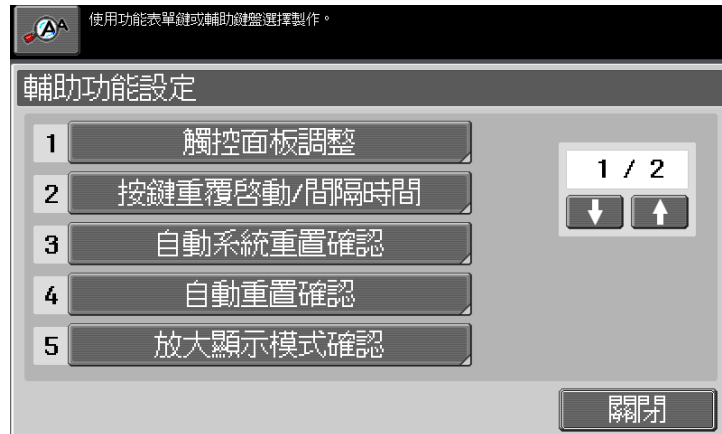 使用功能表單鍵或輔助鍵盤選擇製作。
輔助功能設定
1 觸控面板調整
2 按鍵重覆啓動/間隔時間
3 自動系統重置確認
4 自動重置確認
5 放大顯示模式確認
1 / 2
關閉